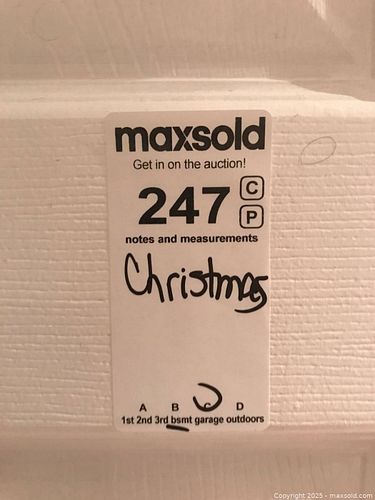 maxsold
Get in on the auction!
247 C
P
notes and measurements
Christmas
A B C D
1st 2nd 3rd bsmt garage outdoors
Copyright 2025 - maxsold.com